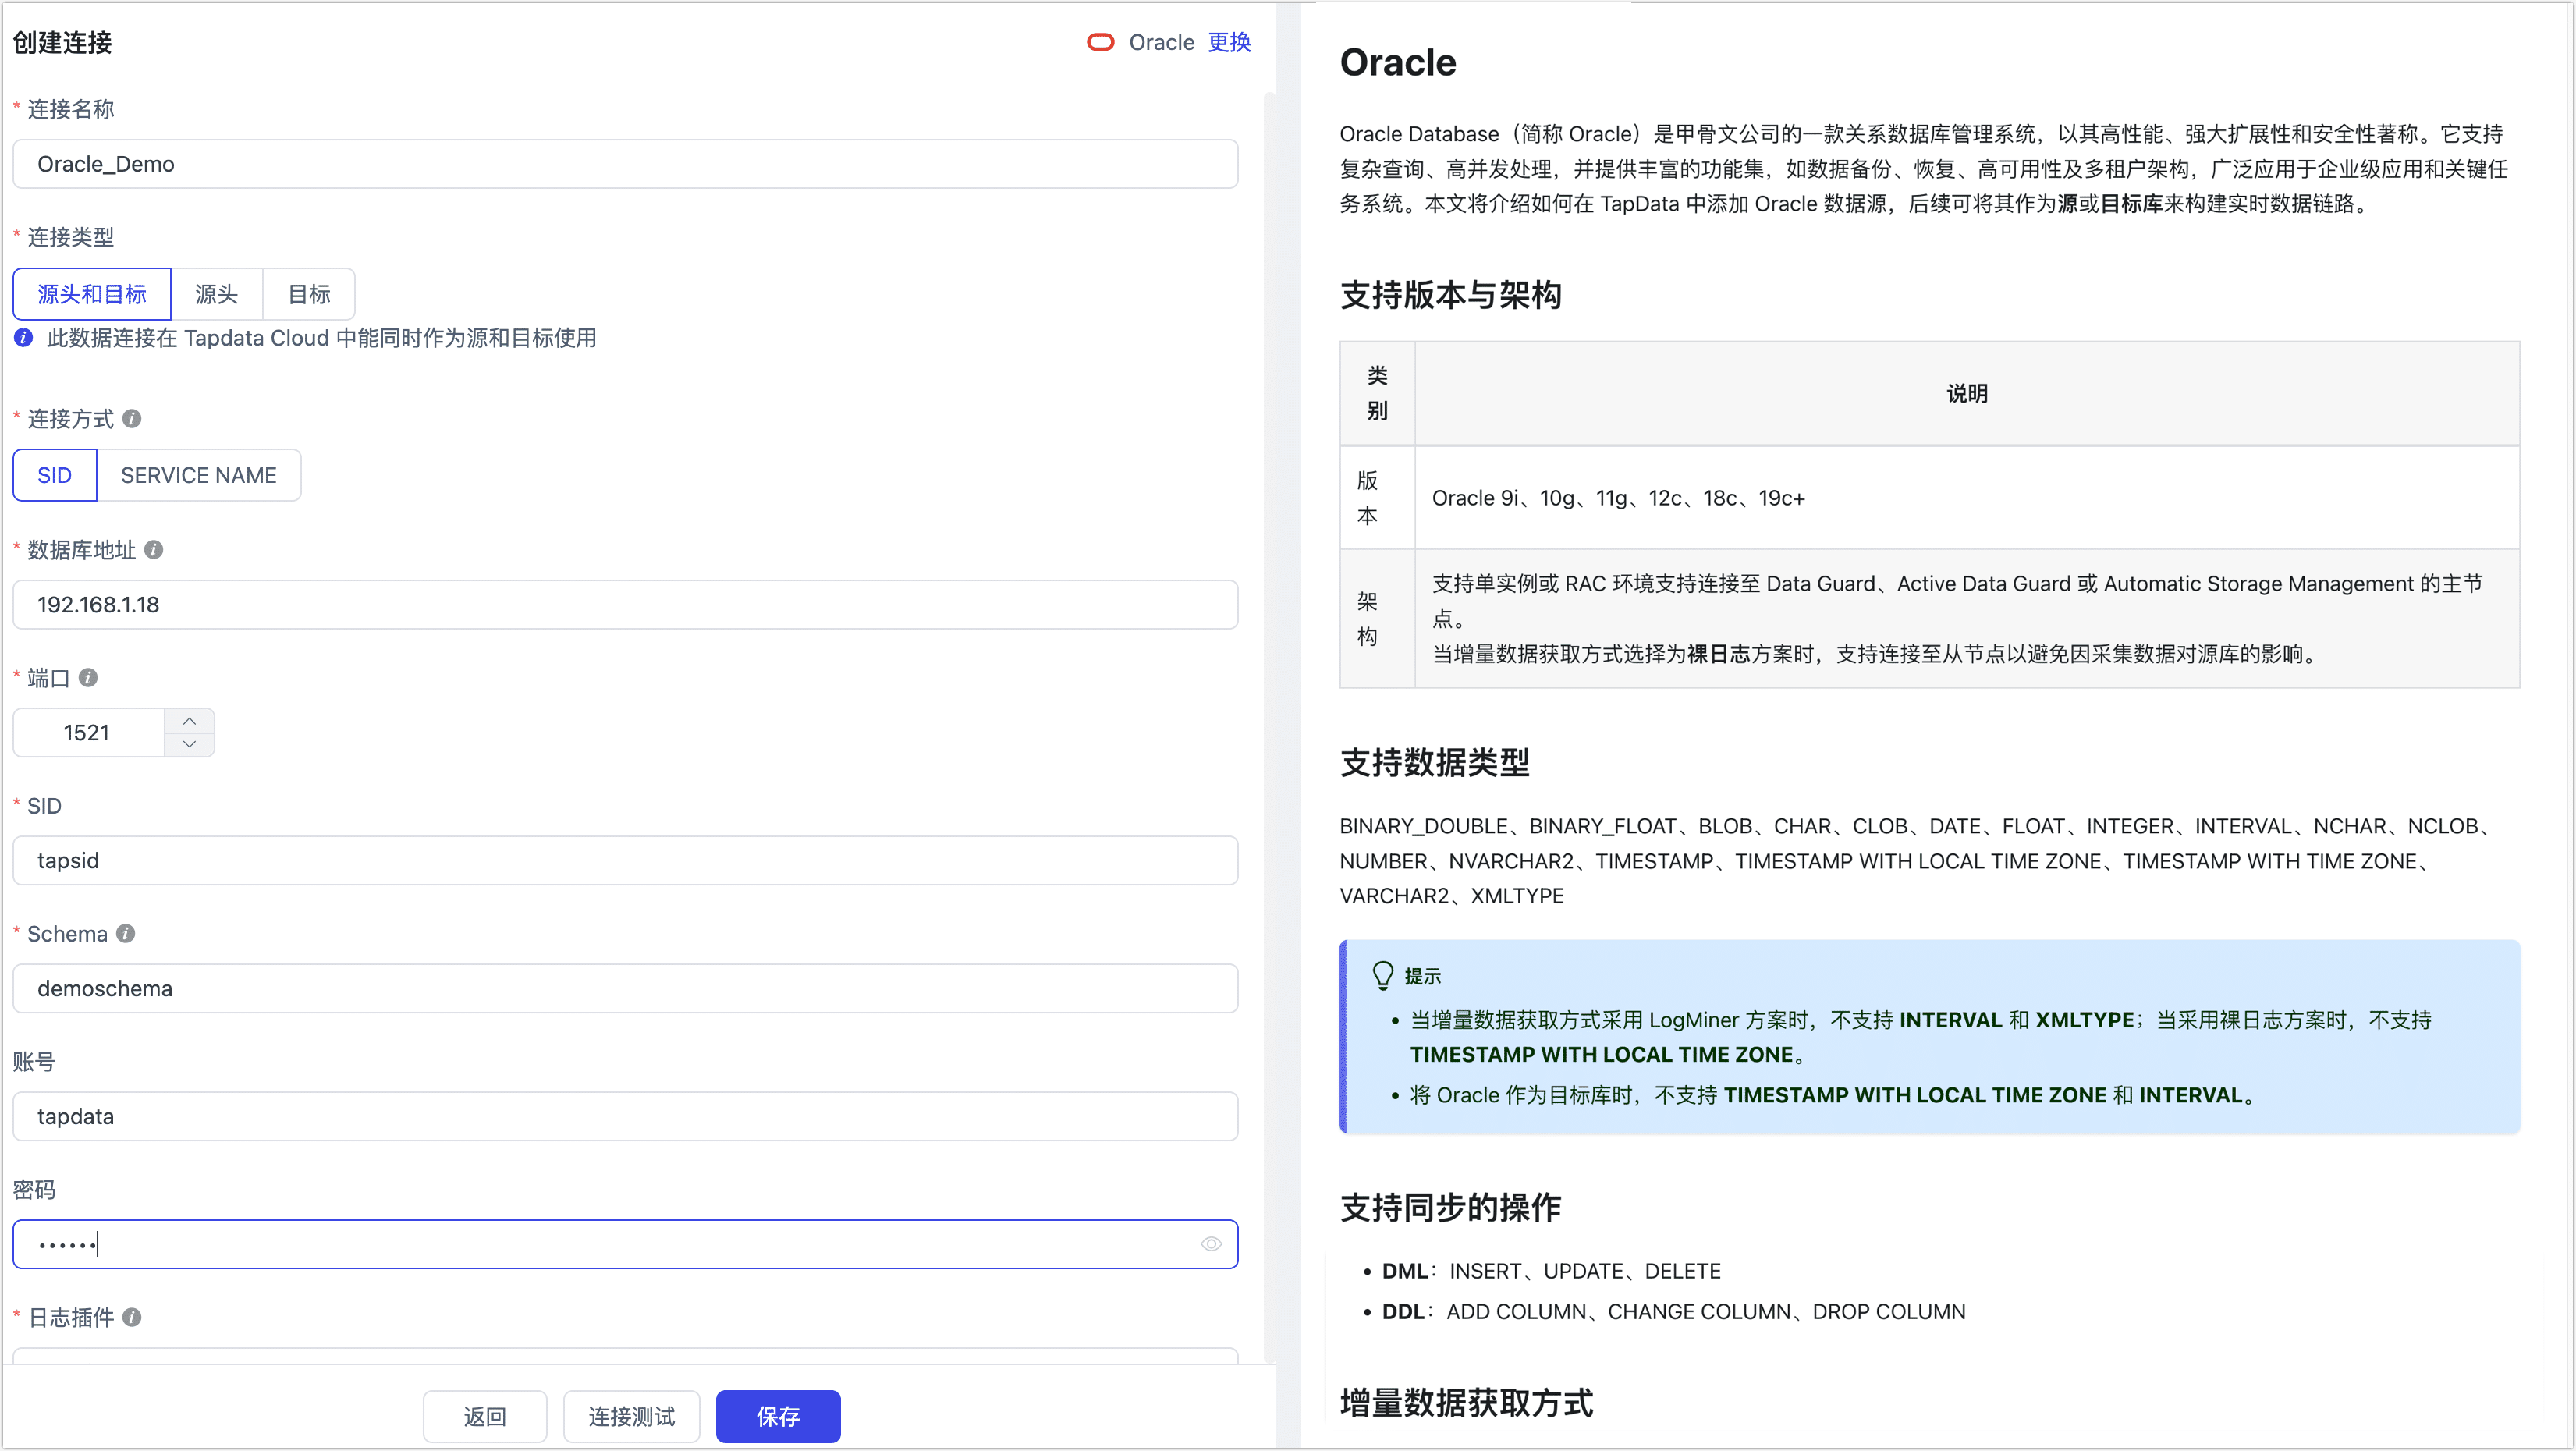 创建连接
Oracle 更换
* 连接名称
Oracle_Demo
* 连接类型
源头和目标 源头 目标
此数据连接在 Tapdata Cloud 中能同时作为源和目标使用
* 连接方式
SID SERVICE NAME
* 数据库地址
192.168.1.18
* 端口
1521
* SID
tapsid
* Schema
demoschema
账号
tapdata
密码
••••••
* 日志插件
返回 连接测试 保存
Oracle
Oracle Database（简称 Oracle）是甲骨文公司的一款关系数据库管理系统，以其高性能、强大扩展性和安全性著称。它支持
复杂查询、高并发处理，并提供丰富的功能集，如数据备份、恢复、高可用性及多租户架构，广泛应用于企业级应用和关键任
务系统。本文将介绍如何在 TapData 中添加 Oracle 数据源，后续可将其作为源或目标库来构建实时数据链路。
支持版本与架构
类
别
说明
版
本
Oracle 9i、10g、11g、12c、18c、19c+
架
构
支持单实例或 RAC 环境支持连接至 Data Guard、Active Data Guard 或 Automatic Storage Management 的主节
点。
当增量数据获取方式选择为裸日志方案时，支持连接至从节点以避免因采集数据对源库的影响。
支持数据类型
BINARY_DOUBLE、BINARY_FLOAT、BLOB、CHAR、CLOB、DATE、FLOAT、INTEGER、INTERVAL、NCHAR、NCLOB、
NUMBER、NVARCHAR2、TIMESTAMP、TIMESTAMP WITH LOCAL TIME ZONE、TIMESTAMP WITH TIME ZONE、
VARCHAR2、XMLTYPE
提示
• 当增量数据获取方式采用 LogMiner 方案时，不支持 INTERVAL 和 XMLTYPE；当采用裸日志方案时，不支持
TIMESTAMP WITH LOCAL TIME ZONE。
• 将 Oracle 作为目标库时，不支持 TIMESTAMP WITH LOCAL TIME ZONE 和 INTERVAL。
支持同步的操作
• DML：INSERT、UPDATE、DELETE
• DDL：ADD COLUMN、CHANGE COLUMN、DROP COLUMN
增量数据获取方式